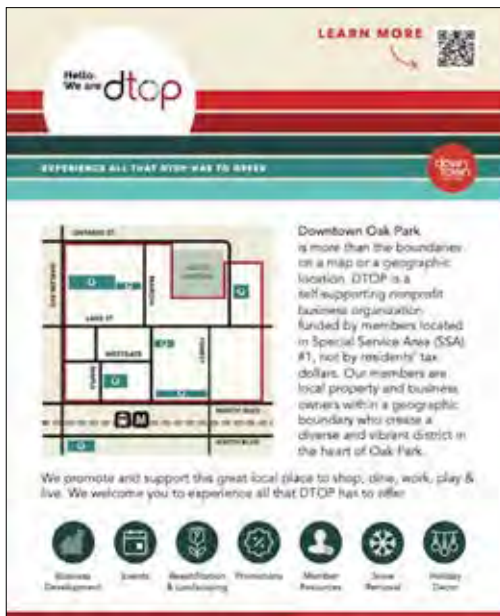 LEARN MORE
Hello.
We are dtop
EXPERIENCE ALL THAT DTOP HAS TO OFFER
down
town
ONTARIO ST
MARION
LAKE ST
WESTGATE
FOREST
NORTH BLVD
SOUTH BLVD
M
Downtown Oak Park
is more than the boundaries
on a map or a geographic
location. DTOP is a
self-supporting nonprofit
business organization
funded by members located
in Special Service Area (SSA)
#1, not by residents' tax
dollars. Our members are
local property and business
owners within a geographic
boundary who create a
diverse and vibrant district in
the heart of Oak Park.
We promote and support this great local place to shop, dine, work, play &
live. We welcome you to experience all that DTOP has to offer.
Business
Development
Events
Beautification
& Landscaping
Promotions
Member
Resources
Snow
Removal
Holiday
Decor